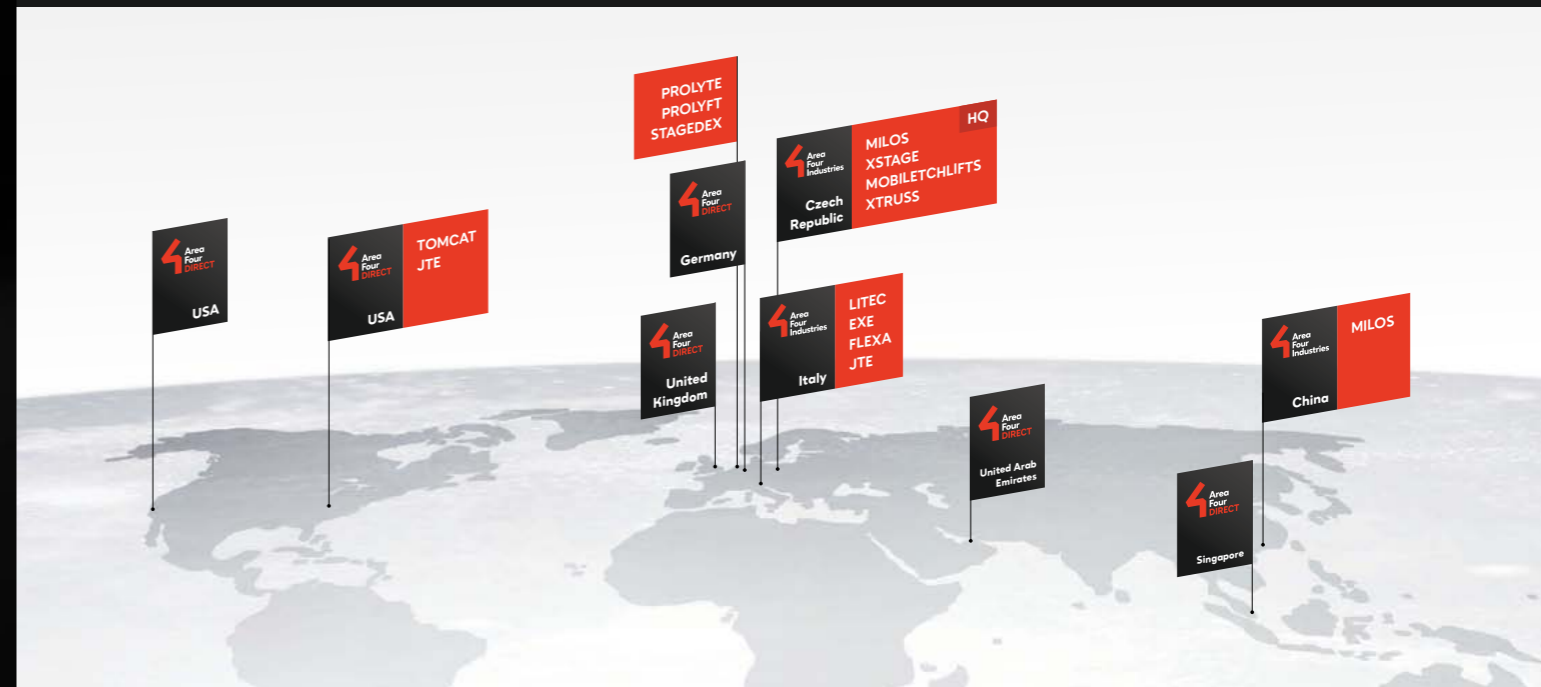 PROLYTE
PROLYFT
STAGEDEX
HQ
Area
Four
Industries
Czech
Republic
MILOS
XSTAGE
MOBILETCHLIFTS
XTRUSS
Area
Four
DIRECT
Germany
Area
Four
DIRECT
USA
Area
Four
DIRECT
USA
TOMCAT
JTE
Area
Four
DIRECT
United
Kingdom
Area
Four
Industries
Italy
LITEC
EXE
FLEXA
JTE
Area
Four
DIRECT
United Arab
Emirates
Area
Four
Industries
China
MILOS
Area
Four
DIRECT
Singapore